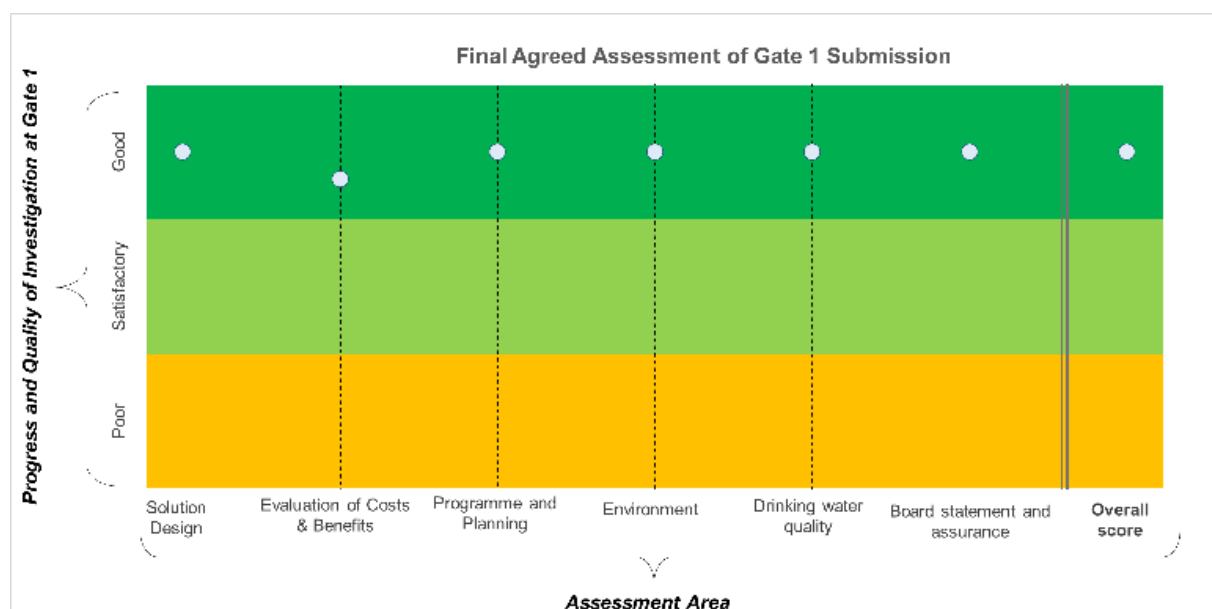 Final Agreed Assessment of Gate 1 Submission
Progress and Quality of Investigation at Gate 1
Good
Satisfactory
Poor
Solution
Design
Evaluation of Costs
& Benefits
Programme and
Planning
Environment
Drinking water
quality
Board statement and
assurance
Overall
score
Assessment Area